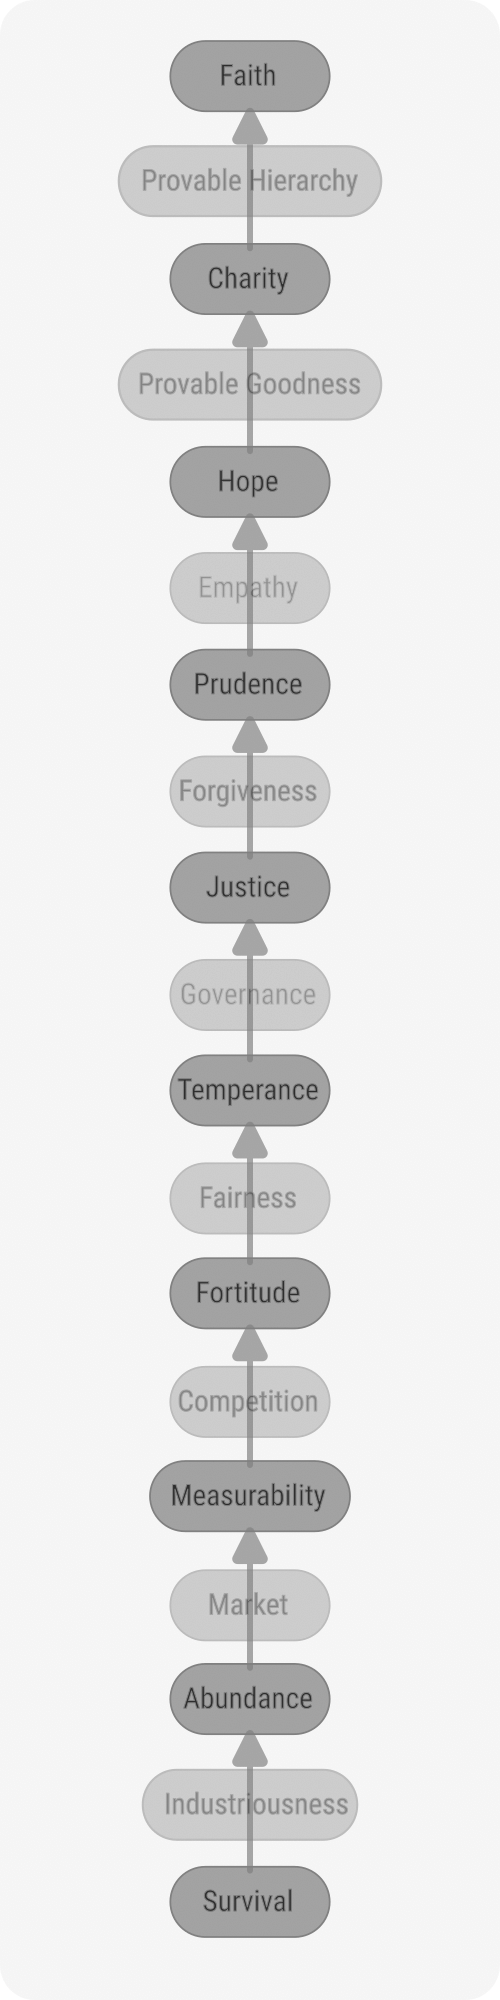 Faith
Provable Hierarchy
Charity
Provable Goodness
Hope
Empathy
Prudence
Forgiveness
Justice
Governance
Temperance
Fairness
Fortitude
Competition
Measurability
Market
Abundance
Industriousness
Survival